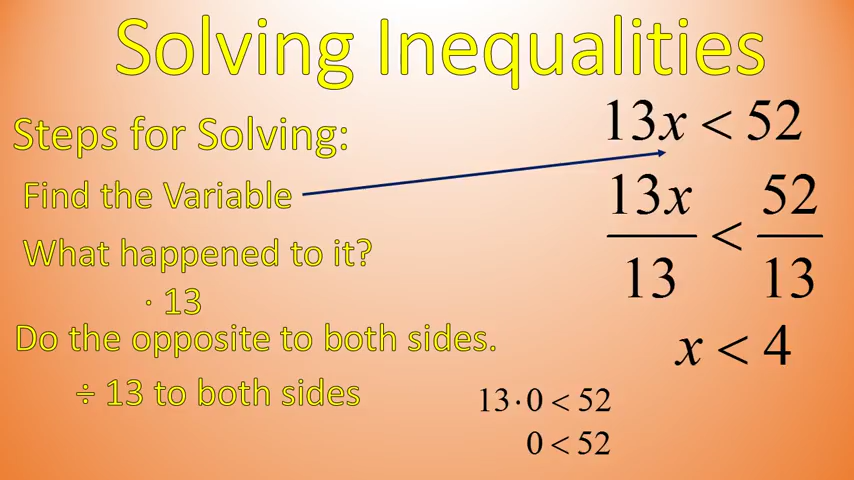 Solving Inequalities
Steps for Solving:
Find the Variable
What happened to it?
· 13
Do the opposite to both sides.
÷ 13 to both sides
13x < 52
13x/13 < 52/13
x < 4
13·0 < 52
0 < 52